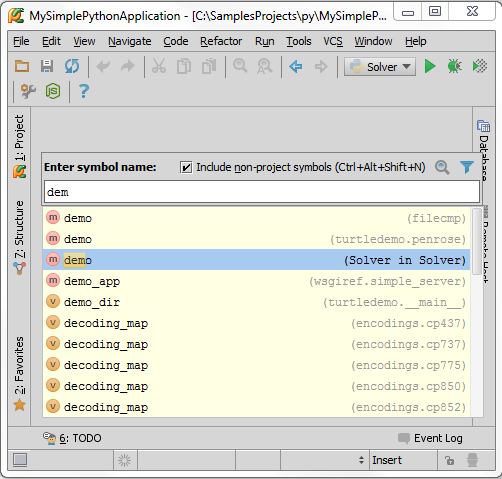 MySimplePythonApplication - [C:\SamplesProjects\py\MySimpleP...
File Edit View Navigate Code Refactor Run Tools VCS Window Help
Solver
1: Project
Z: Structure
2: Favorites
Enter symbol name: Include non-project symbols (Ctrl+Alt+Shift+N)
dem
demo (filecmp)
demo (turtledemo.penrose)
demo (Solver in Solver)
demo_app (wsgiref.simple_server)
demo_dir (turtledemo.__main__)
decoding_map (encodings.cp437)
decoding_map (encodings.cp737)
decoding_map (encodings.cp775)
decoding_map (encodings.cp850)
decoding_map (encodings.cp852)
Database
Remote Host
6: TODO Event Log
Insert